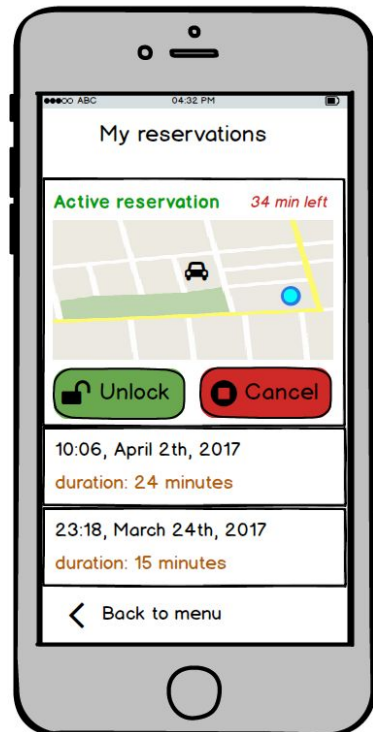 ABC 04:32 PM
My reservations
Active reservation 34 min left
Unlock Cancel
10:06, April 2th, 2017
duration: 24 minutes
23:18, March 24th, 2017
duration: 15 minutes
Back to menu